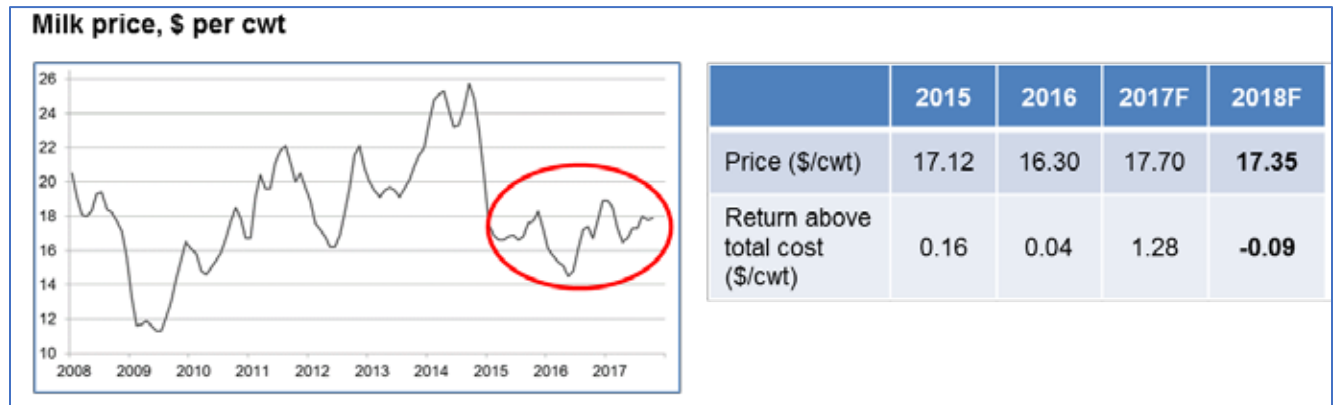 Milk price, $ per cwt
26
24
22
20
18
16
14
12
10
2008 2009 2010 2011 2012 2013 2014 2015 2016 2017
2015 2016 2017F 2018F
Price ($/cwt) 17.12 16.30 17.70 17.35
Return above
total cost
($/cwt) 0.16 0.04 1.28 -0.09